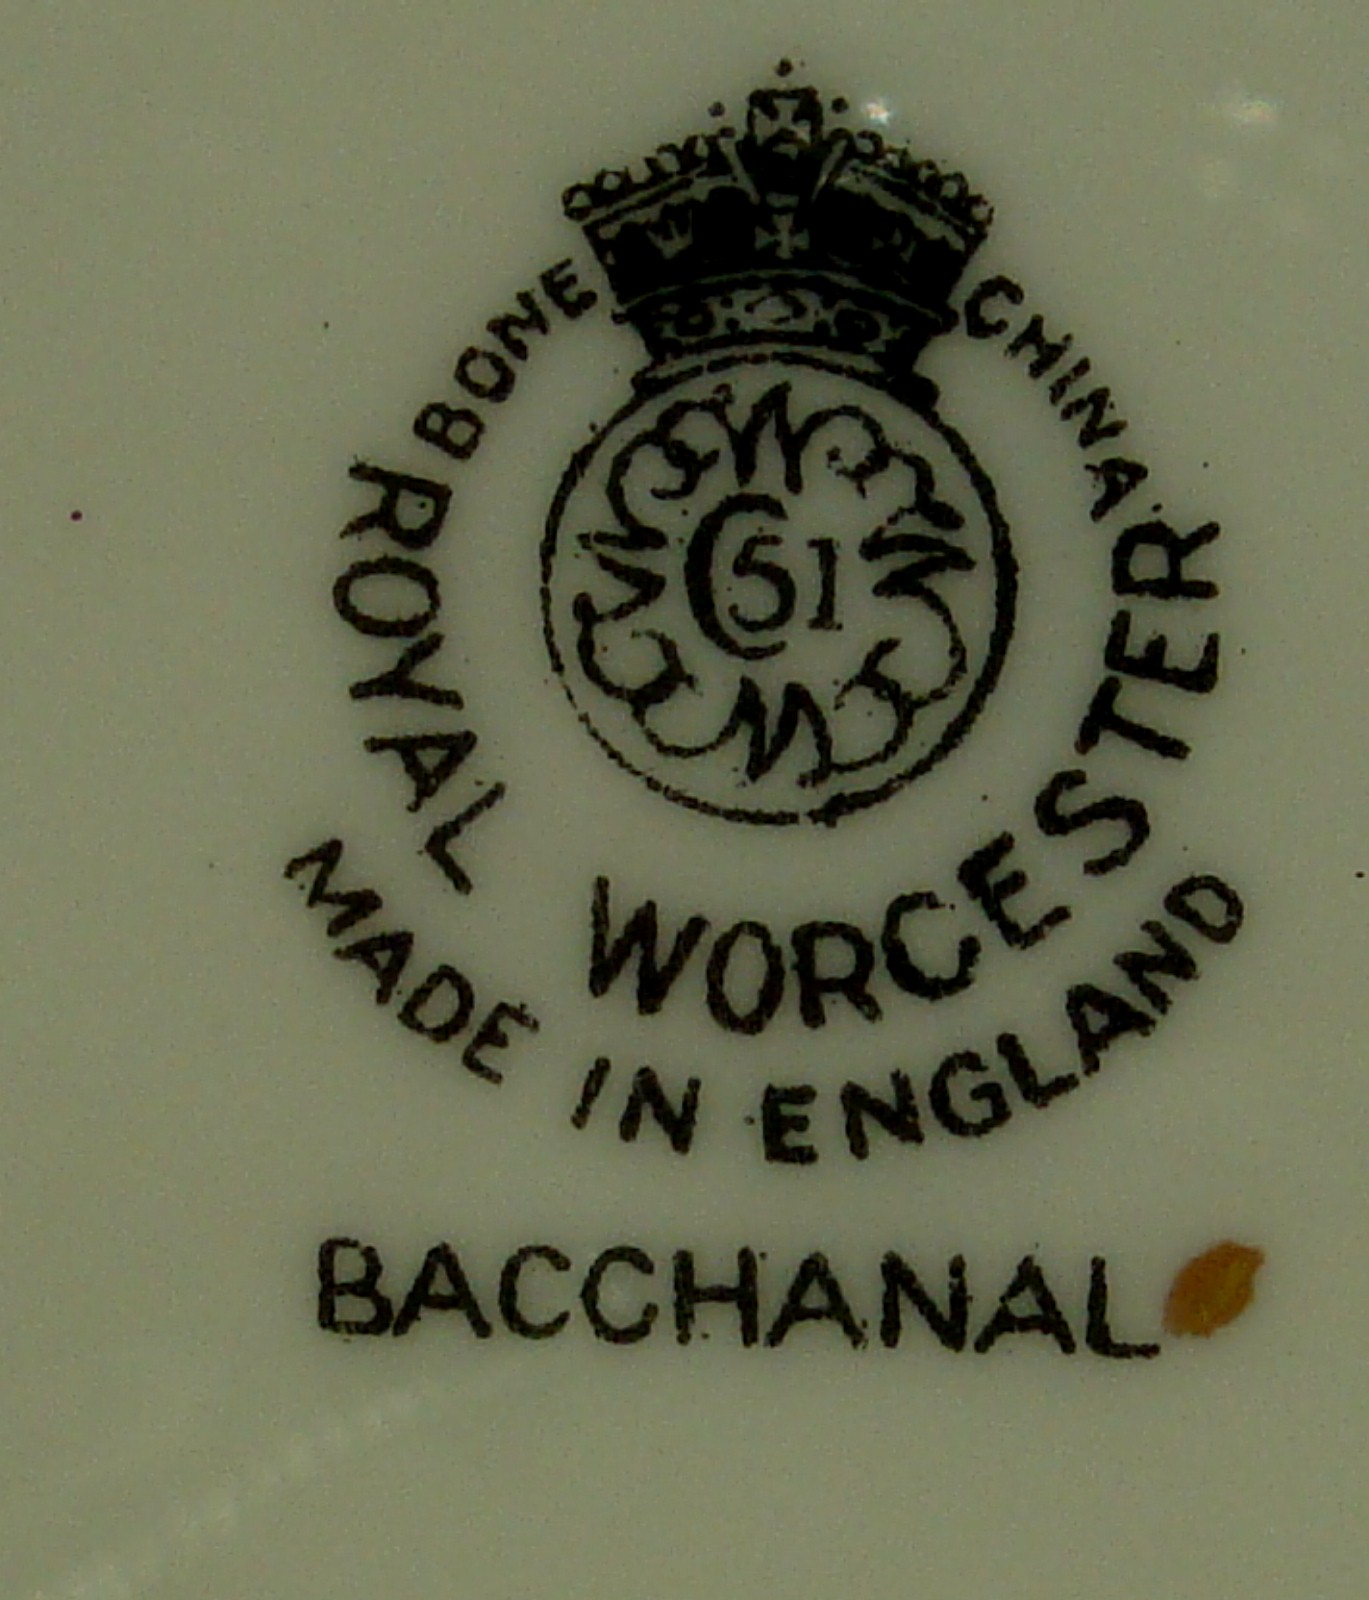 BONE CHINA
51
ROYAL WORCESTER
MADE IN ENGLAND
BACCHANAL